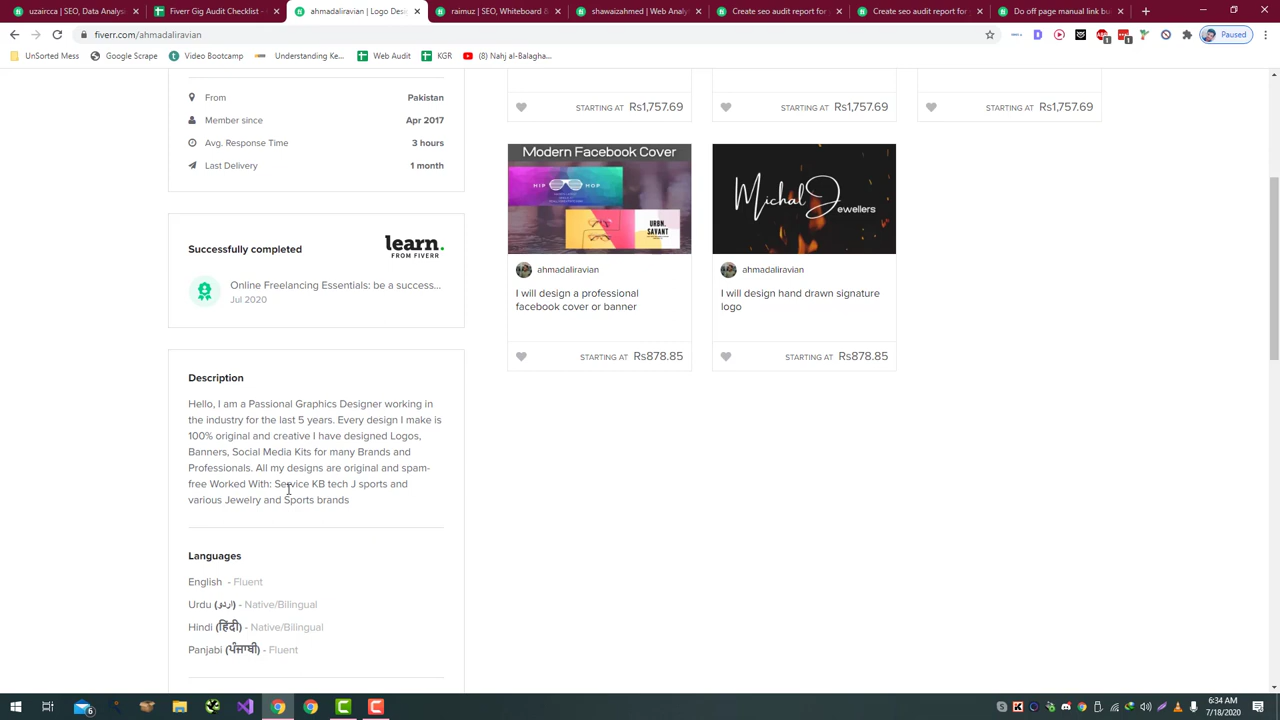 uzaircca | SEO, Data Analys
Fiverr Gig Audit Checklist -
ahmadaliravian | Logo Desi
raimuz | SEO, Whiteboard &
shawaizahmed | Web Analy
Create seo audit report for
Create seo audit report for
Do off page manual link bu
fiverr.com/ahmadaliravian
Paused
UnSorted Mess
Google Scrape
Video Bootcamp
Understanding Ke...
Web Audit
KGR
(8) Nahj al-Balagha...
From Pakistan
Member since Apr 2017
Avg. Response Time 3 hours
Last Delivery 1 month
STARTING AT Rs1,757.69
STARTING AT Rs1,757.69
STARTING AT Rs1,757.69
Successfully completed
learn.
FROM FIVERR
Online Freelancing Essentials: be a success...
Jul 2020
Modern Facebook Cover
HIP HOP
URBN.
SAVANT
ahmadaliravian
I will design a professional
facebook cover or banner
STARTING AT Rs878.85
Michal Jewellers
ahmadaliravian
I will design hand drawn signature
logo
STARTING AT Rs878.85
Description
Hello, I am a Passional Graphics Designer working in
the industry for the last 5 years. Every design I make is
100% original and creative I have designed Logos,
Banners, Social Media Kits for many Brands and
Professionals. All my designs are original and spam-
free Worked With: Service KB tech J sports and
various Jewelry and Sports brands
Languages
English - Fluent
Urdu (اردو) - Native/Bilingual
Hindi (हिंदी) - Native/Bilingual
Panjabi (ਪੰਜਾਬੀ) - Fluent
6:34 AM
7/18/2020